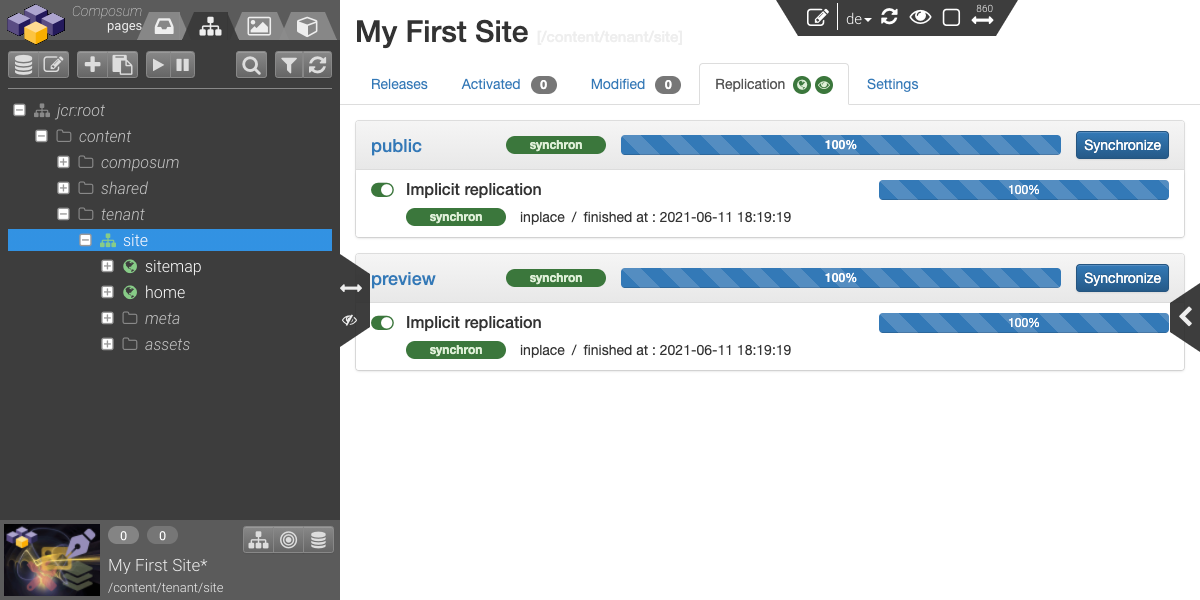 Composum
pages
jcr:root
content
composum
shared
tenant
site
sitemap
home
meta
assets
0 0
My First Site*
/content/tenant/site
de
860
My First Site [/content/tenant/site]
Releases Activated 0 Modified 0 Replication Settings
public synchron 100% Synchronize
Implicit replication 100%
synchron inplace / finished at : 2021-06-11 18:19:19
preview synchron 100% Synchronize
Implicit replication 100%
synchron inplace / finished at : 2021-06-11 18:19:19